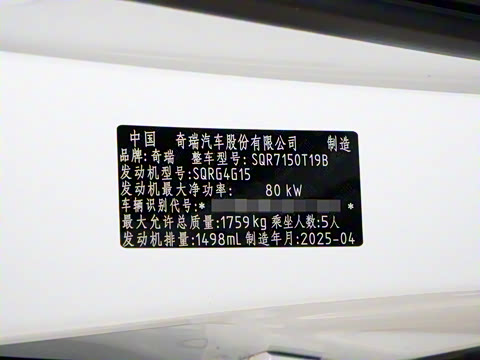 中国 奇瑞汽车股份有限公司 制造
品牌:奇瑞 整车型号:SQR7150T19B
发动机型号:SQRG4G15
发动机最大净功率: 80 kW
车辆识别代号:* *
最大允许总质量:1759kg 乘坐人数:5人
发动机排量:1498mL 制造年月:2025-04